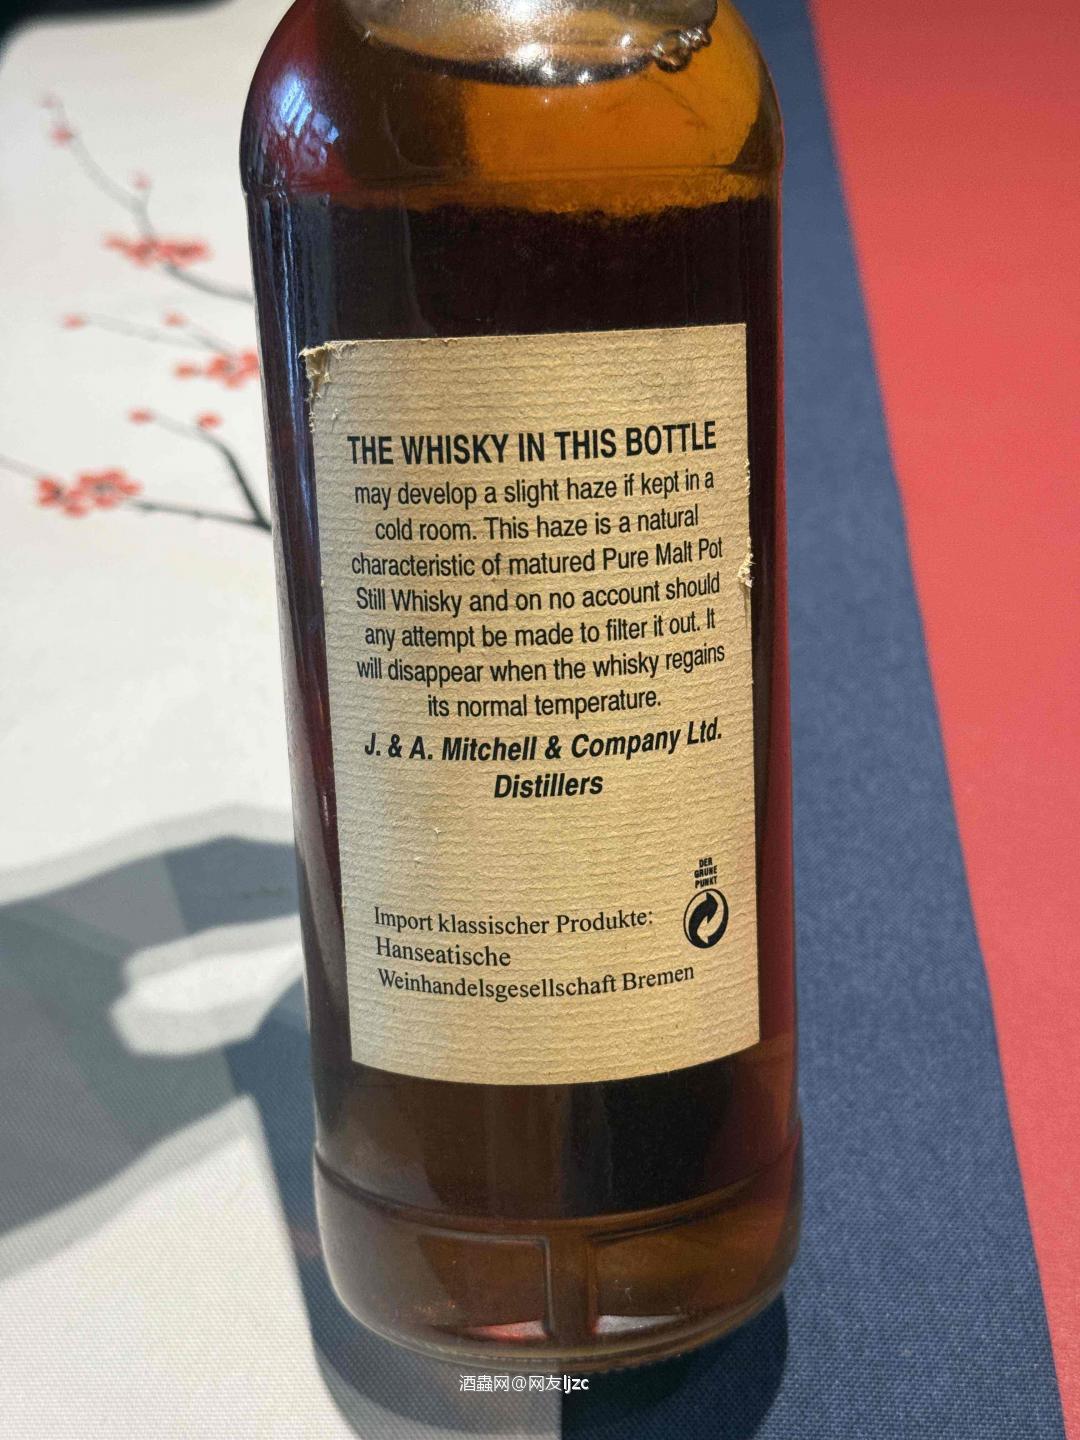 THE WHISKY IN THIS BOTTLE
may develop a slight haze if kept in a
cold room. This haze is a natural
characteristic of matured Pure Malt Pot
Still Whisky and on no account should
any attempt be made to filter it out. It
will disappear when the whisky regains
its normal temperature.
J. & A. Mitchell & Company Ltd.
Distillers
DER
GRÜNE
PUNKT
Import klassischer Produkte:
Hanseatische
Weinhandelsgesellschaft Bremen
酒蟲网@网友ljzc